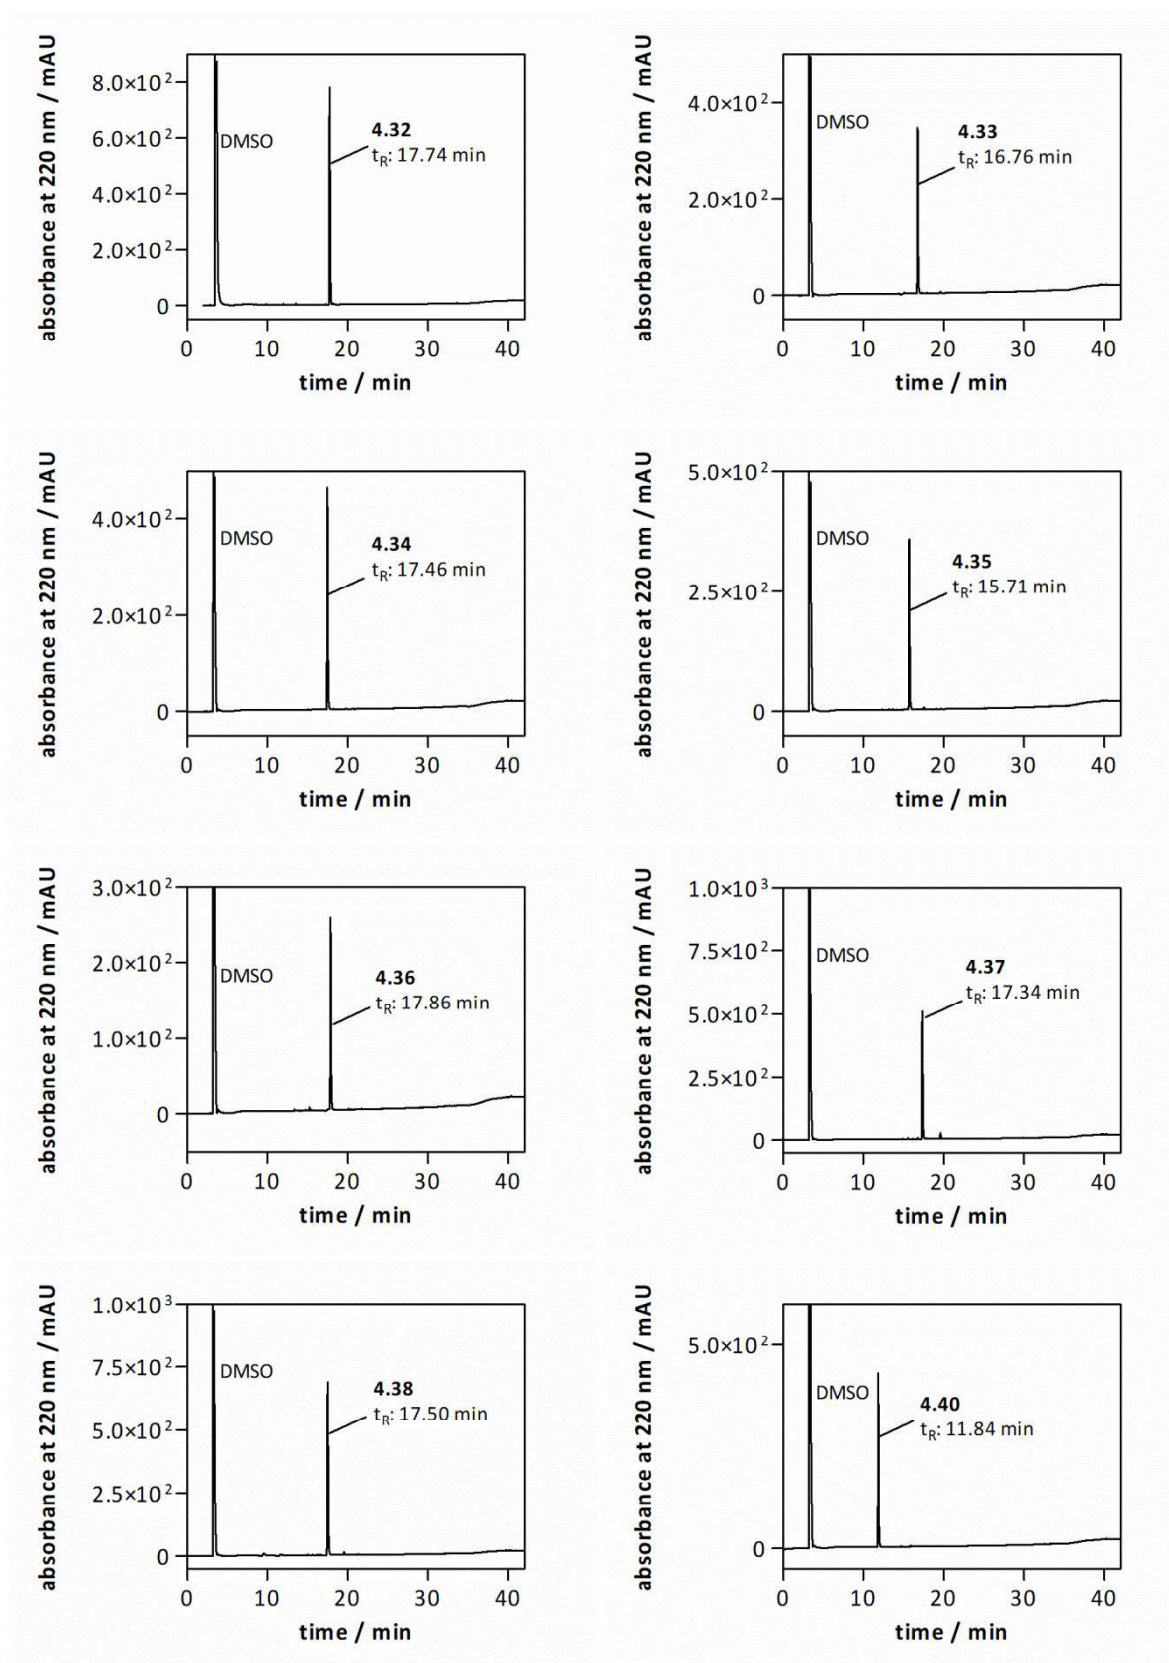 absorbance at 220 nm / mAU
8.0×10²
6.0×10²
4.0×10²
2.0×10²
0
DMSO
4.32
tR: 17.74 min
0 10 20 30 40
time / min
absorbance at 220 nm / mAU
4.0×10²
2.0×10²
0
DMSO
4.33
tR: 16.76 min
0 10 20 30 40
time / min
absorbance at 220 nm / mAU
4.0×10²
2.0×10²
0
DMSO
4.34
tR: 17.46 min
0 10 20 30 40
time / min
absorbance at 220 nm / mAU
5.0×10²
2.5×10²
0
DMSO
4.35
tR: 15.71 min
0 10 20 30 40
time / min
absorbance at 220 nm / mAU
3.0×10²
2.0×10²
1.0×10²
0
DMSO
4.36
tR: 17.86 min
0 10 20 30 40
time / min
absorbance at 220 nm / mAU
1.0×10³
7.5×10²
5.0×10²
2.5×10²
0
DMSO
4.37
tR: 17.34 min
0 10 20 30 40
time / min
absorbance at 220 nm / mAU
1.0×10³
7.5×10²
5.0×10²
2.5×10²
0
DMSO
4.38
tR: 17.50 min
0 10 20 30 40
time / min
absorbance at 220 nm / mAU
5.0×10²
0
DMSO
4.40
tR: 11.84 min
0 10 20 30 40
time / min